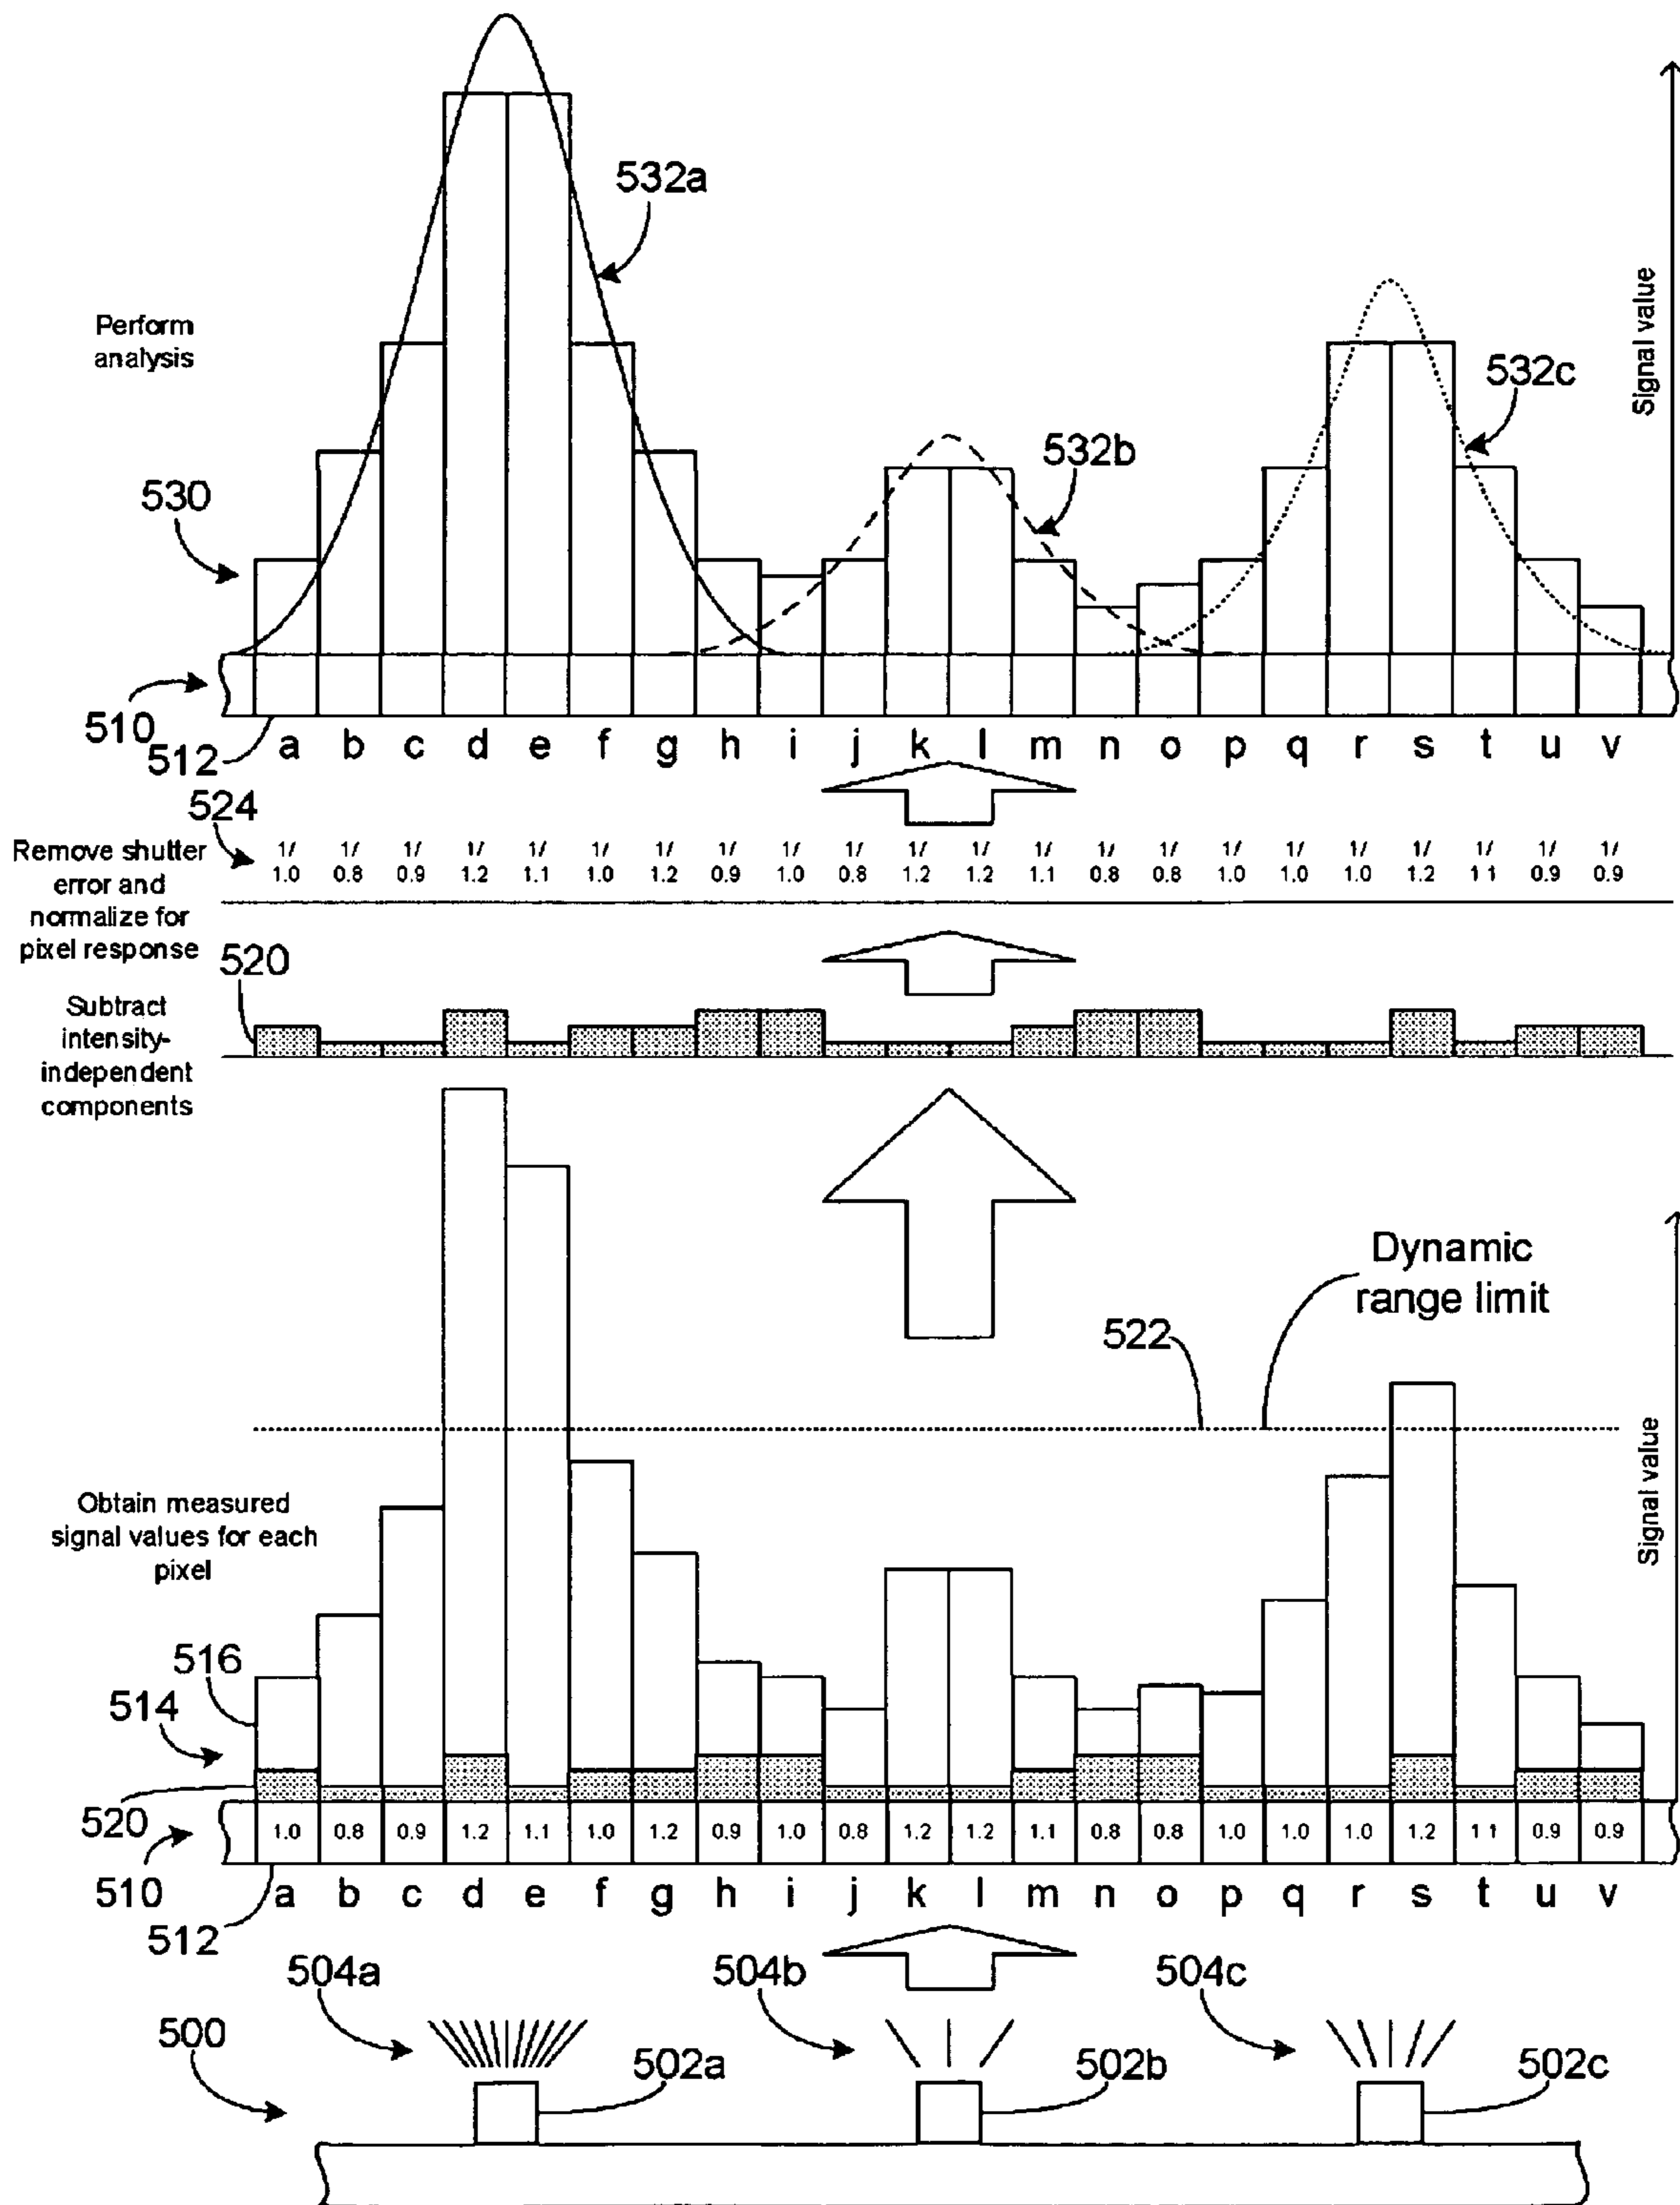 532a
Perform
analysis
Signal value
532c
532b
530
510
512
a b c d e f g h i j k l m n o p q r s t u v
524
Remove shutter
error and
normalize for
pixel response
1/ 1/ 1/ 1/ 1/ 1/ 1/ 1/ 1/ 1/ 1/ 1/ 1/ 1/ 1/ 1/ 1/ 1/ 1/ 1/ 1/ 1/
1.0 0.8 0.9 1.2 1.1 1.0 1.2 0.9 1.0 0.8 1.2 1.2 1.1 0.8 0.8 1.0 1.0 1.0 1.2 1 1 0.9 0.9
520
Subtract
intensity-
independent
components
Dynamic
range limit
522
Signal value
Obtain measured
signal values for each
pixel
516
514
520
1.0 0.8 0.9 1.2 1.1 1.0 1.2 0.9 1.0 0.8 1.2 1.2 1.1 0.8 0.8 1.0 1.0 1.0 1.2 1 1 0.9 0.9
510
a b c d e f g h i j k l m n o p q r s t u v
512
504a 504b 504c
500
502a 502b 502c